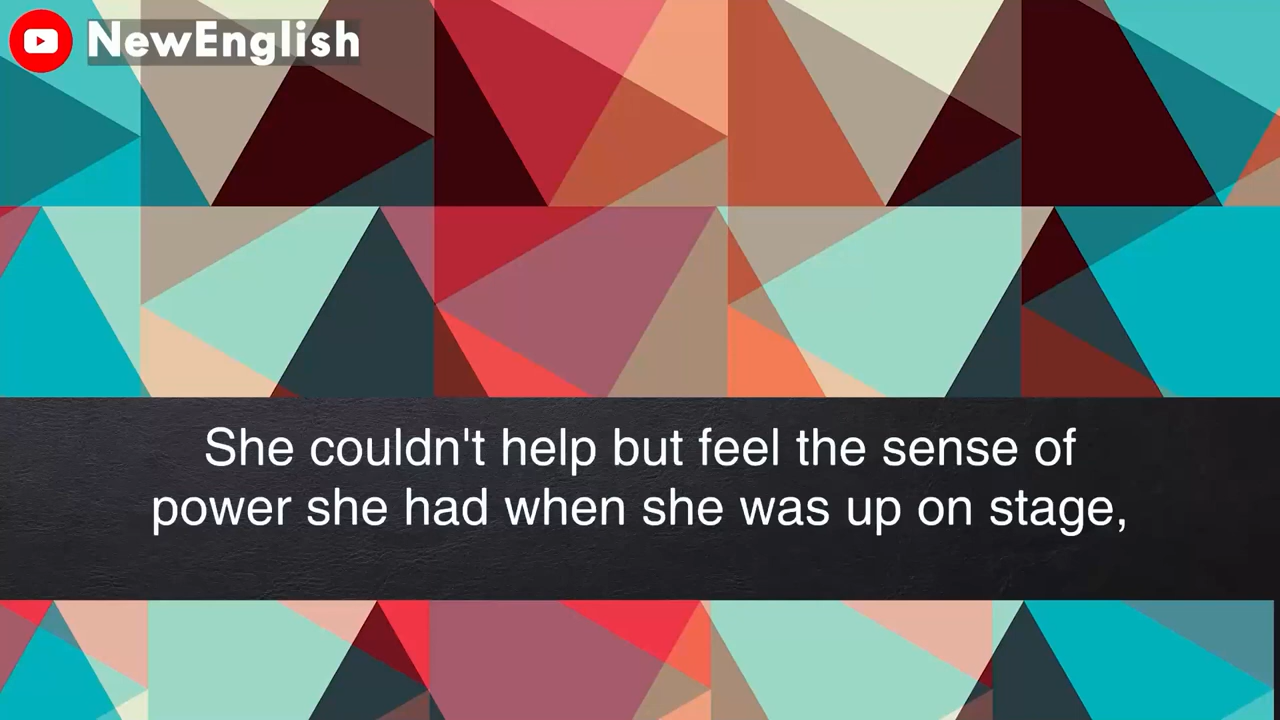 NewEnglish
She couldn't help but feel the sense of
power she had when she was up on stage,